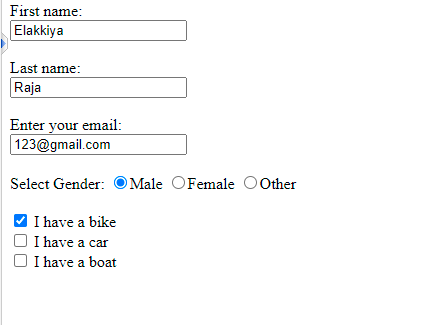 First name:
Elakkiya
Last name:
Raja
Enter your email:
123@gmail.com
Select Gender: Male Female Other
I have a bike
I have a car
I have a boat